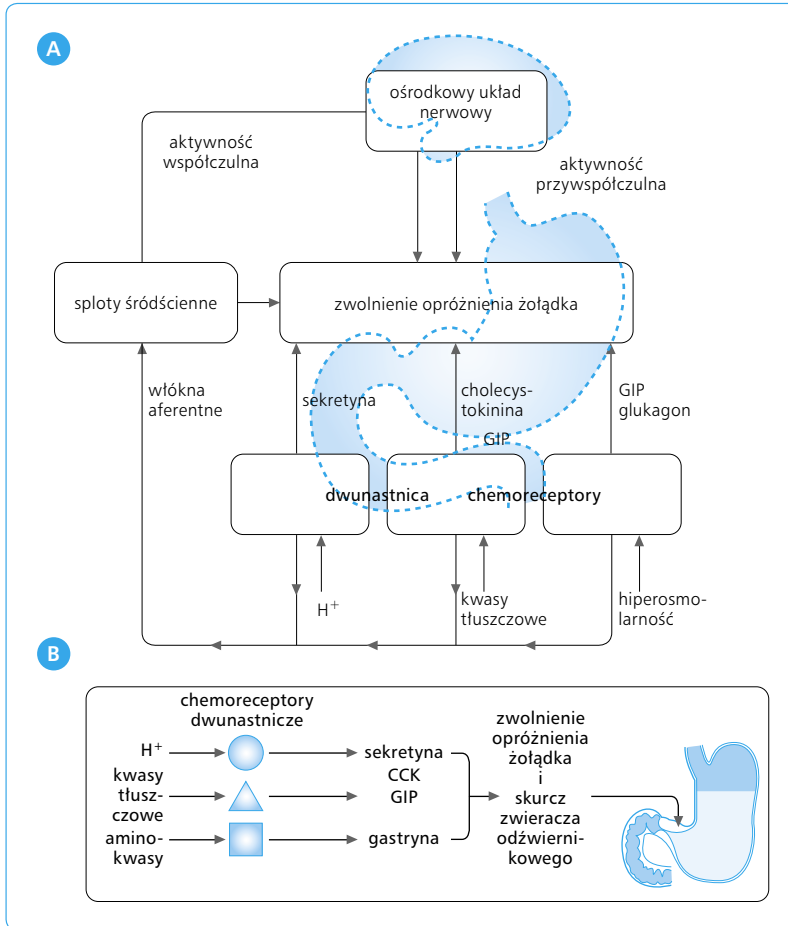 A
ośrodkowy układ
nerwowy
aktywność
współczulna
aktywność
przywspółczulna
sploty śródścienne
zwolnienie opróżnienia żołądka
włókna
aferentne
sekretyna
cholecys-
tokinina
GIP
GIP
glukagon
dwunastnica
chemoreceptory
H⁺
kwasy
tłuszczowe
hiperosmo-
larność
B
chemoreceptory
dwunastnicze
H⁺
kwasy
tłusz-
czowe
amino-
kwasy
sekretyna
CCK
GIP
gastryna
zwolnienie
opróżnienia
żołądka
i
skurcz
zwieracza
odźwierni-
kowego